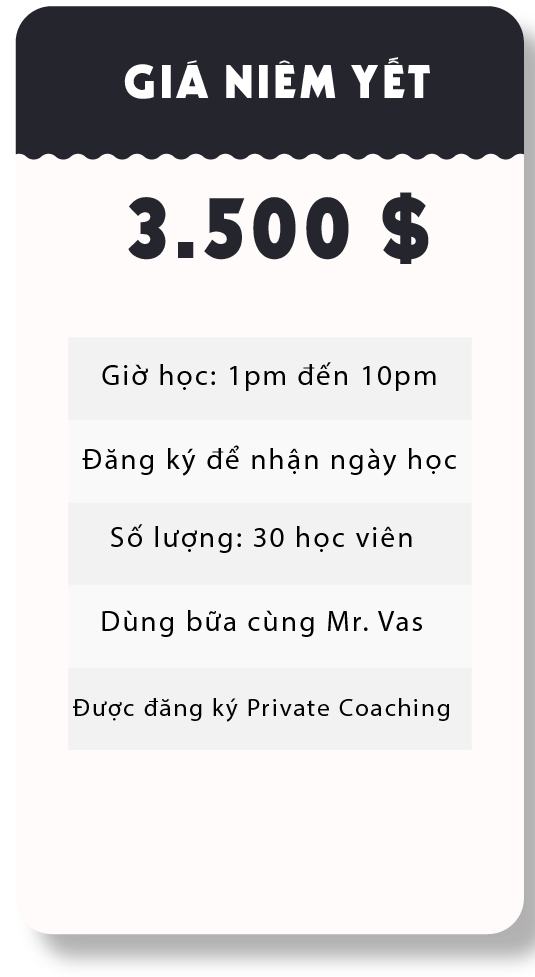 GIÁ NIÊM YẾT
3.500 $
Giờ học: 1pm đến 10pm
Đăng ký để nhận ngày học
Số lượng: 30 học viên
Dùng bữa cùng Mr. Vas
Được đăng ký Private Coaching